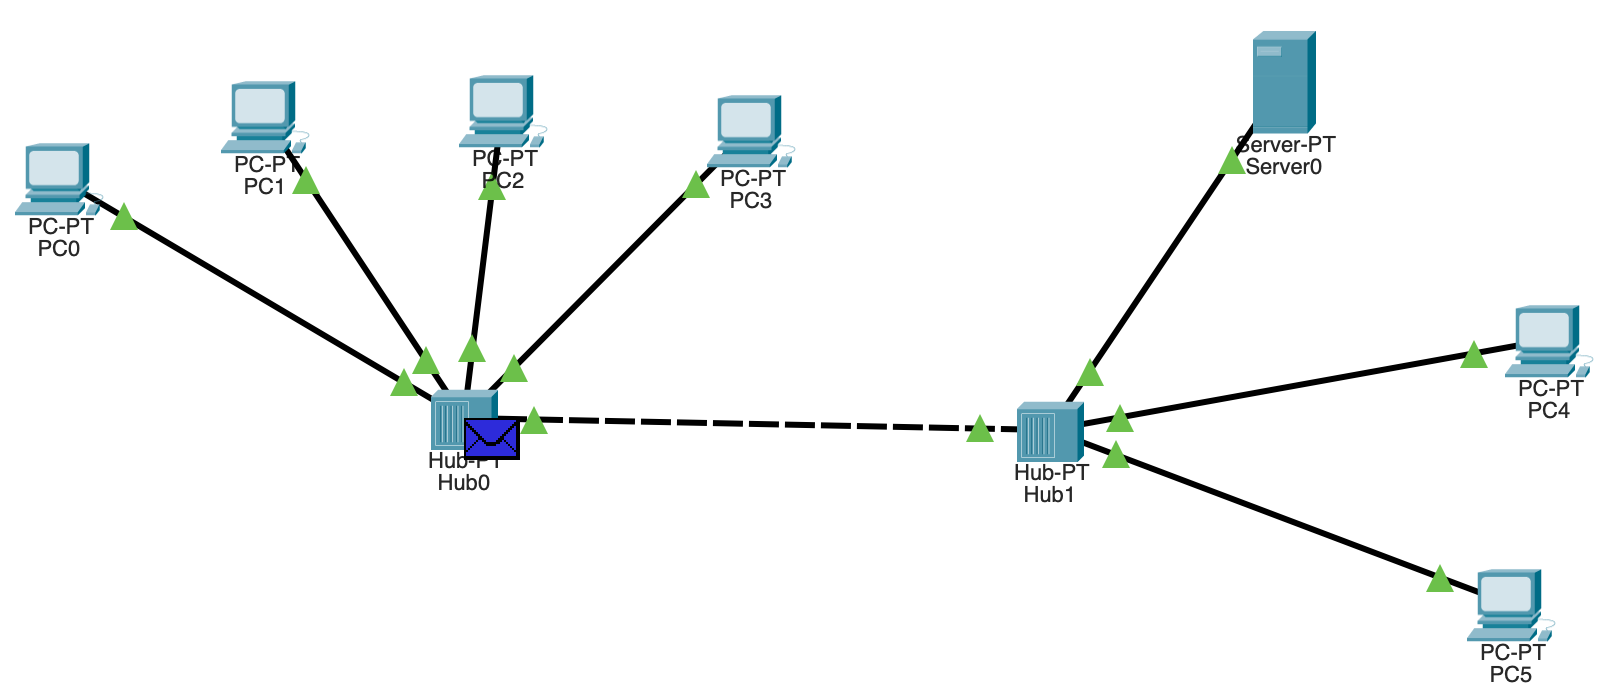 PC-PT
PC0
PC-PT
PC1
PC-PT
PC2
PC-PT
PC3
Server-PT
Server0
Hub-PT
Hub0
Hub-PT
Hub1
PC-PT
PC4
PC-PT
PC5